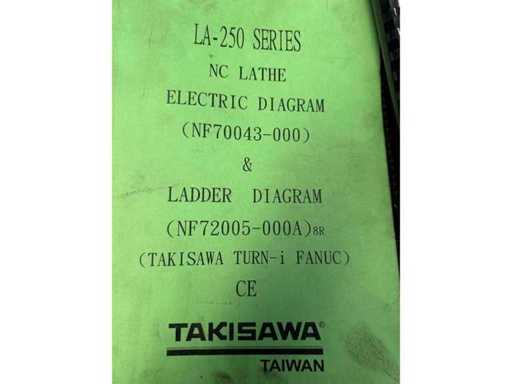 LA-250 SERIES
NC LATHE
ELECTRIC DIAGRAM
(NF70043-000)
&
LADDER DIAGRAM
(NF72005-000A)8R
(TAKISAWA TURN-i FANUC)
CE
TAKISAWA®
TAIWAN